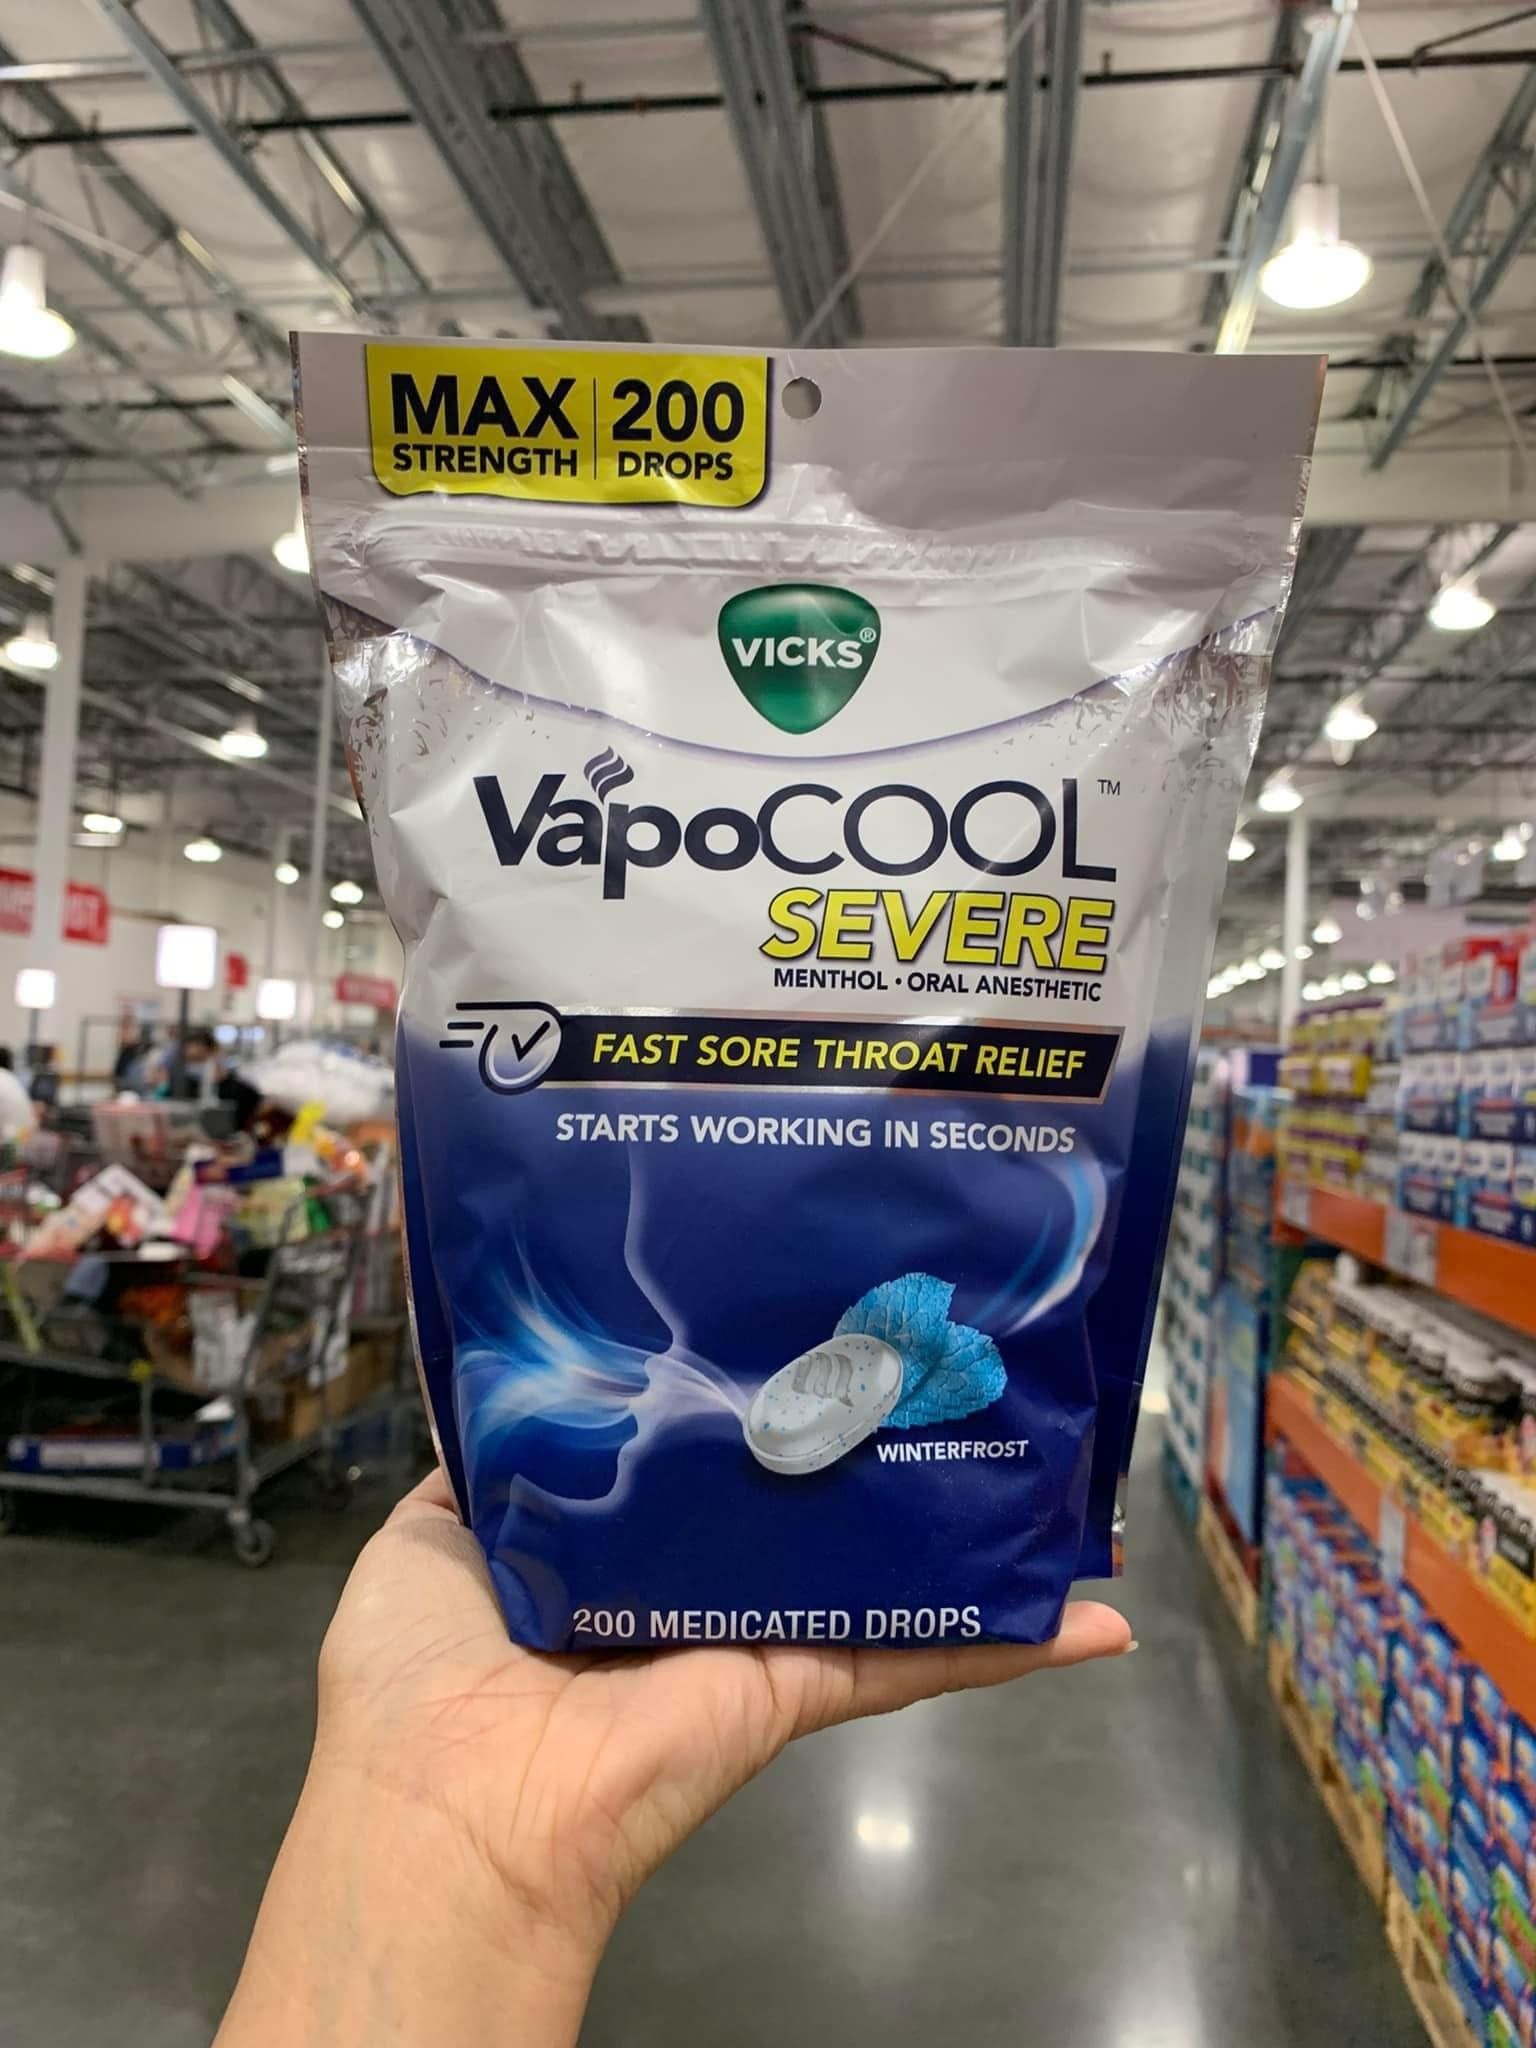 MAX STRENGTH
200 DROPS
VICKS®
VapoCOOL™
SEVERE
MENTHOL • ORAL ANESTHETIC
FAST SORE THROAT RELIEF
STARTS WORKING IN SECONDS
WINTERFROST
200 MEDICATED DROPS